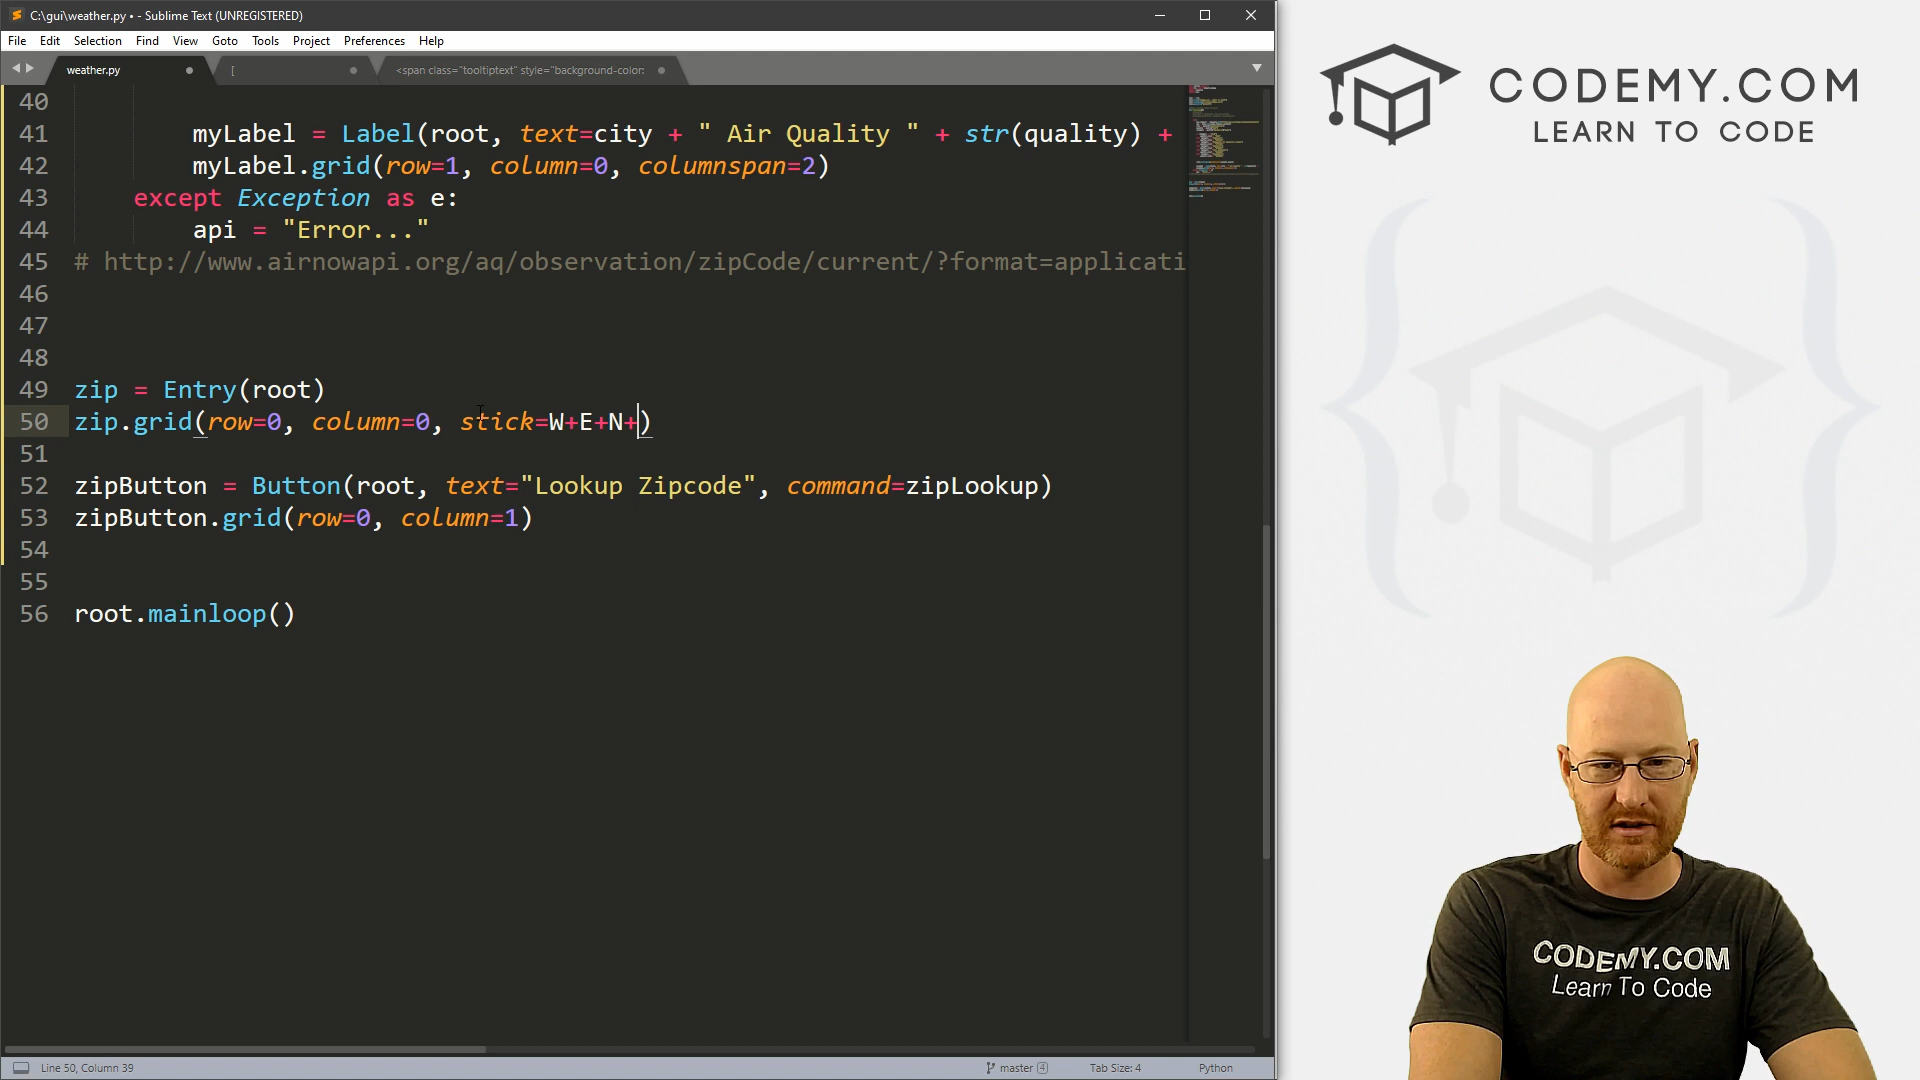 C:\gui\weather.py • - Sublime Text (UNREGISTERED)
File Edit Selection Find View Goto Tools Project Preferences Help
weather.py
[
<span class="tooltiptext" style="background-color:
40
41 myLabel = Label(root, text=city + " Air Quality " + str(quality) +
42 myLabel.grid(row=1, column=0, columnspan=2)
43 except Exception as e:
44 api = "Error..."
45 # http://www.airnowapi.org/aq/observation/zipCode/current/?format=applicati
46
47
48
49 zip = Entry(root)
50 zip.grid(row=0, column=0, stick=W+E+N+)
51
52 zipButton = Button(root, text="Lookup Zipcode", command=zipLookup)
53 zipButton.grid(row=0, column=1)
54
55
56 root.mainloop()
Line 50, Column 39
master 4
Tab Size: 4
Python
CODEMY.COM
LEARN TO CODE
CODEMY.COM
Learn To Code